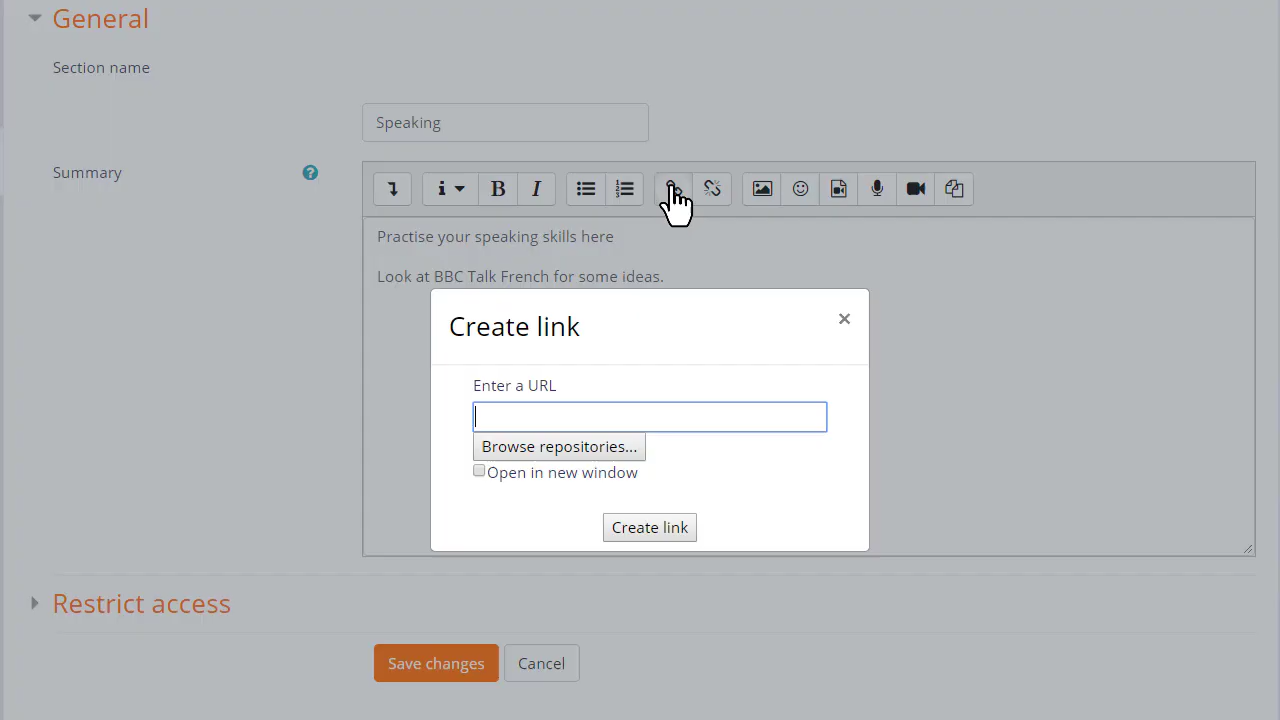 General
Section name
Speaking
Summary
i B I
Practise your speaking skills here
Look at BBC Talk French for some ideas.
Create link
Enter a URL
Browse repositories...
Open in new window
Create link
Restrict access
Save changes Cancel